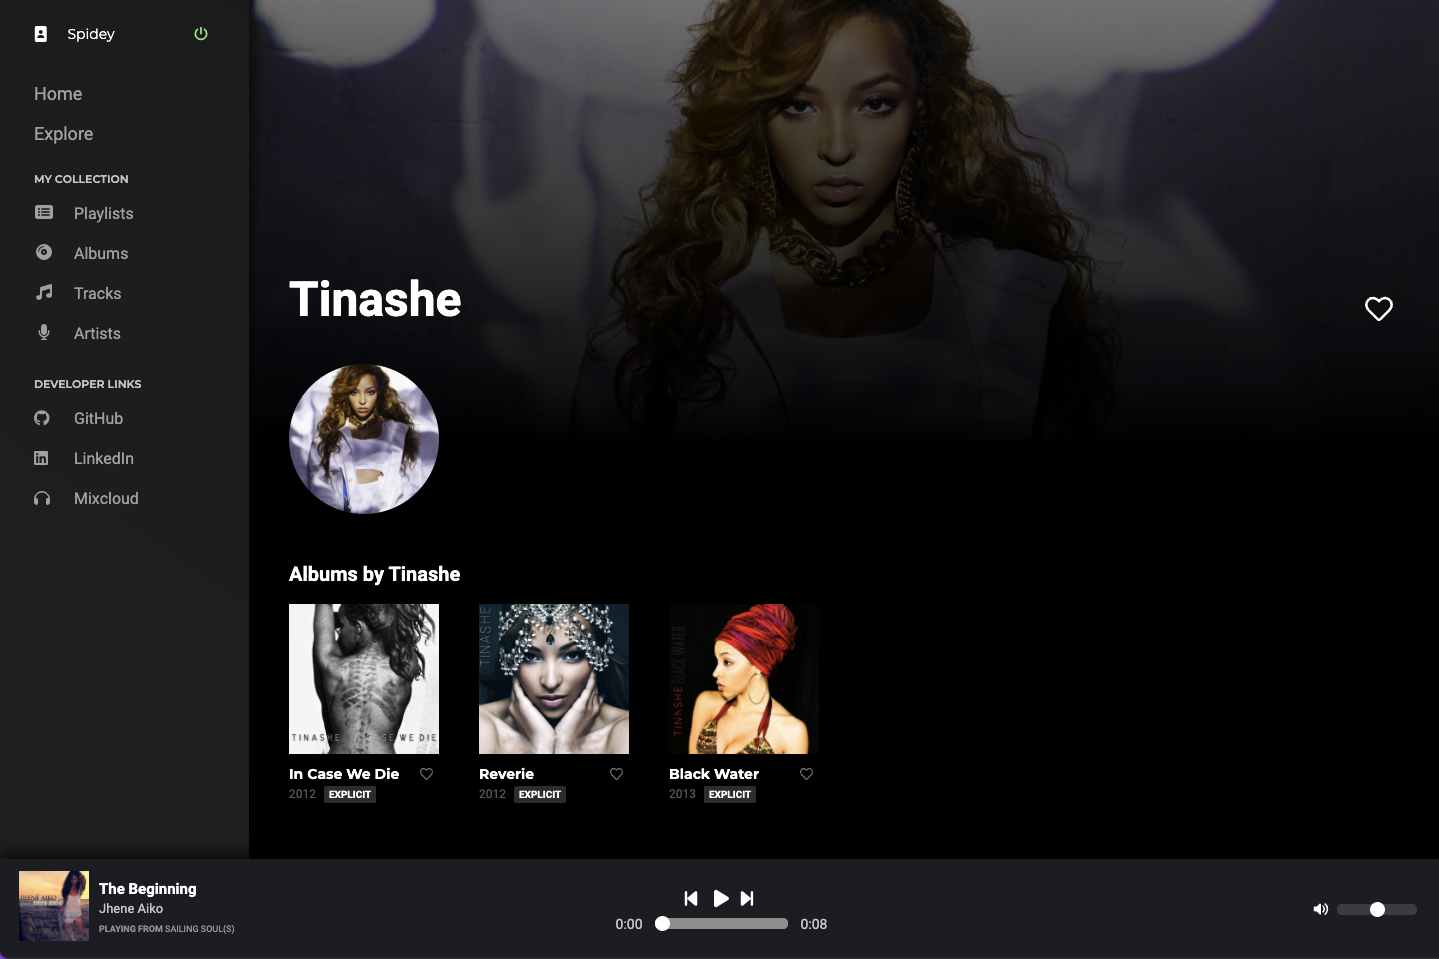 Spidey
Home
Explore
MY COLLECTION
Playlists
Albums
Tracks
Artists
DEVELOPER LINKS
GitHub
LinkedIn
Mixcloud
Tinashe
Albums by Tinashe
TINASHE IN CASE WE DIE
In Case We Die
2012 EXPLICIT
TINASHE
Reverie
2012 EXPLICIT
TINASHE BLACK WATER
Black Water
2013 EXPLICIT
JHENÉ AIKO
The Beginning
Jhene Aiko
PLAYING FROM SAILING SOUL(S)
0:00
0:08